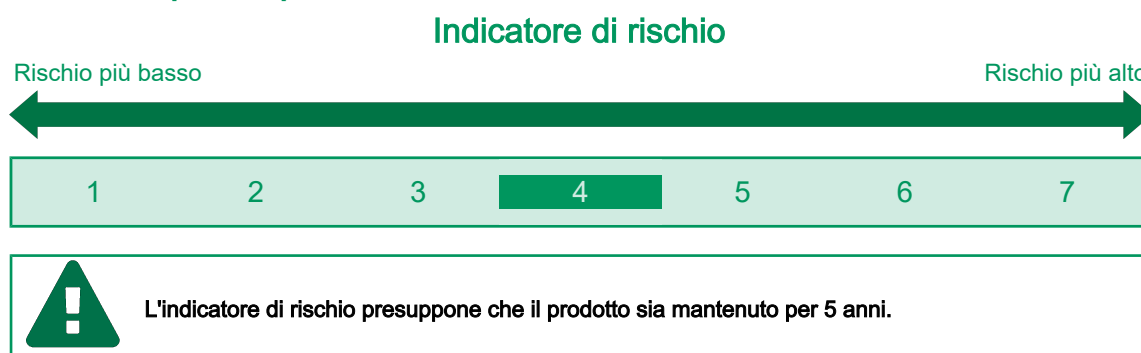 Indicatore di rischio
Rischio più basso Rischio più alto
1 2 3 4 5 6 7
L'indicatore di rischio presuppone che il prodotto sia mantenuto per 5 anni.